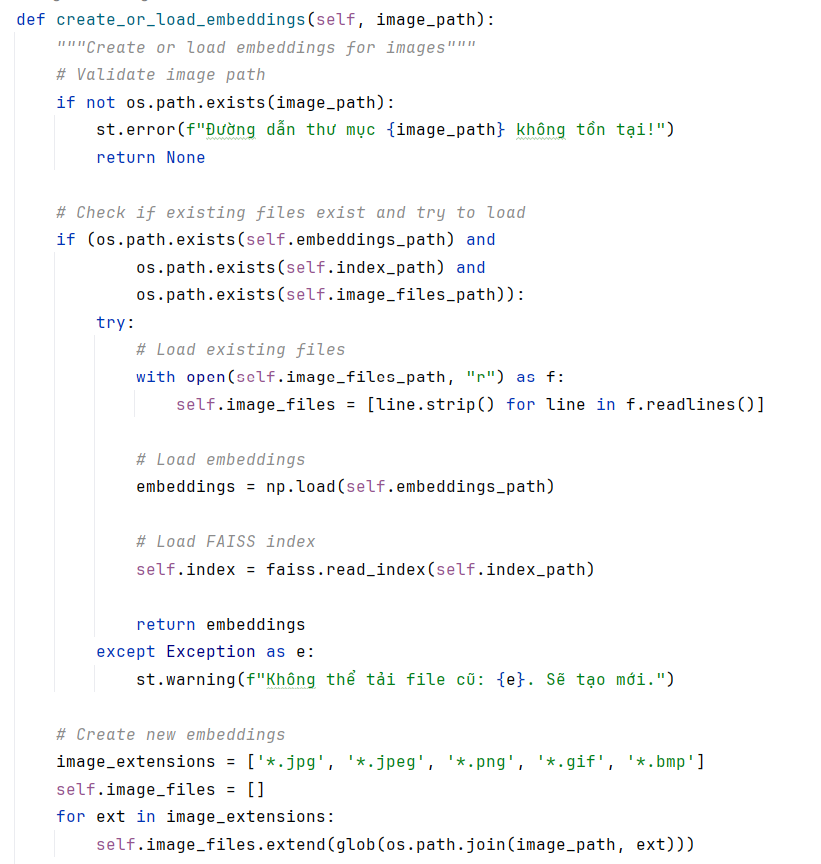 def create_or_load_embeddings(self, image_path):
    """Create or load embeddings for images"""
    # Validate image path
    if not os.path.exists(image_path):
        st.error(f"Đường dẫn thư mục {image_path} không tồn tại!")
        return None

    # Check if existing files exist and try to load
    if (os.path.exists(self.embeddings_path) and
            os.path.exists(self.index_path) and
            os.path.exists(self.image_files_path)):
        try:
            # Load existing files
            with open(self.image_files_path, "r") as f:
                self.image_files = [line.strip() for line in f.readlines()]

            # Load embeddings
            embeddings = np.load(self.embeddings_path)

            # Load FAISS index
            self.index = faiss.read_index(self.index_path)

            return embeddings
        except Exception as e:
            st.warning(f"Không thể tải file cũ: {e}. Sẽ tạo mới.")

    # Create new embeddings
    image_extensions = ['*.jpg', '*.jpeg', '*.png', '*.gif', '*.bmp']
    self.image_files = []
    for ext in image_extensions:
        self.image_files.extend(glob(os.path.join(image_path, ext)))